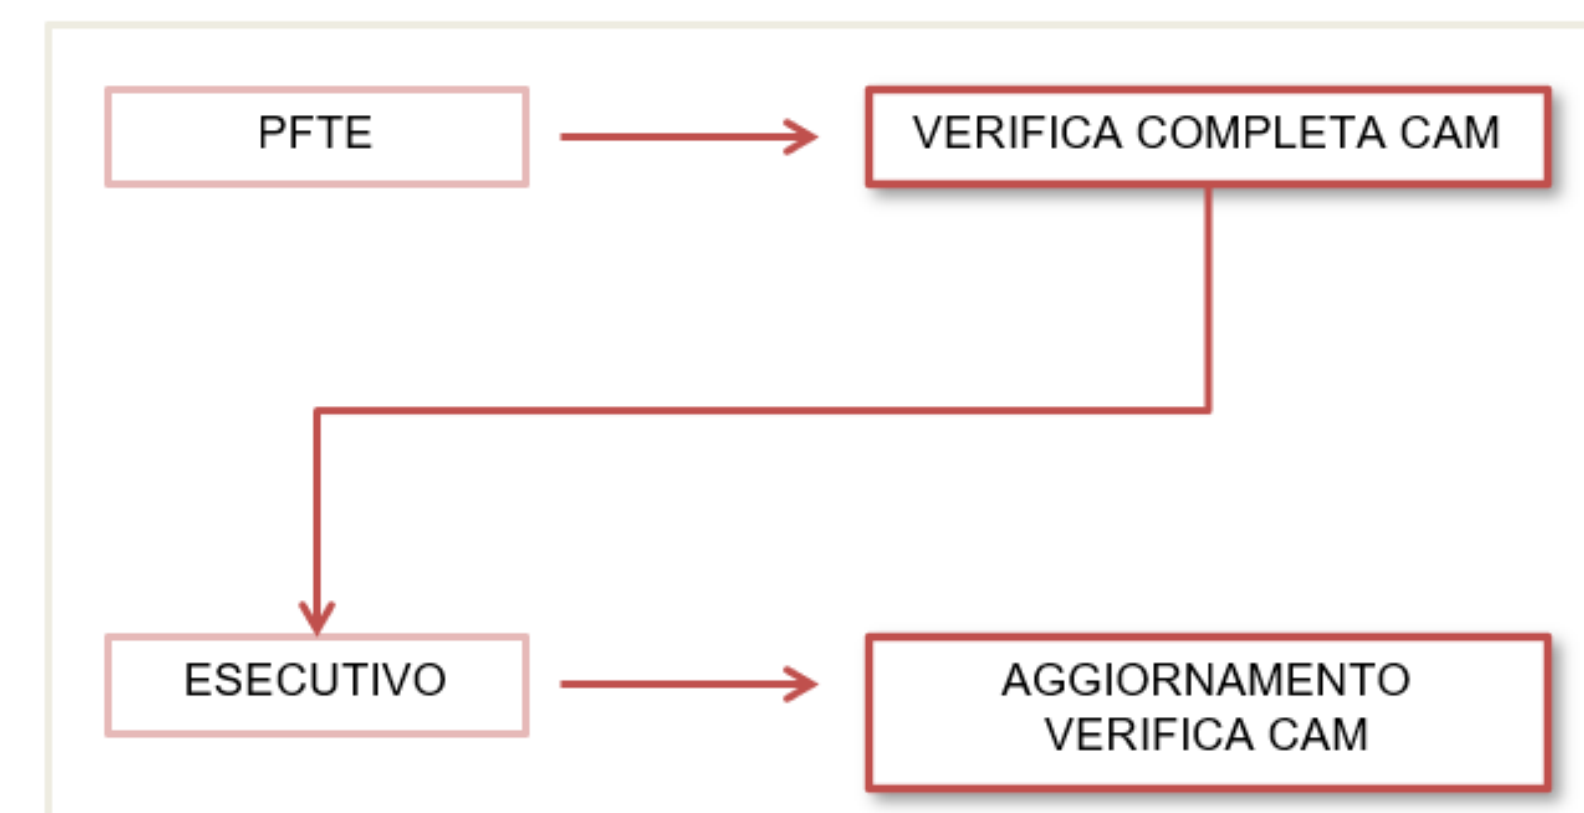 PFTE
VERIFICA COMPLETA CAM
ESECUTIVO
AGGIORNAMENTO
VERIFICA CAM